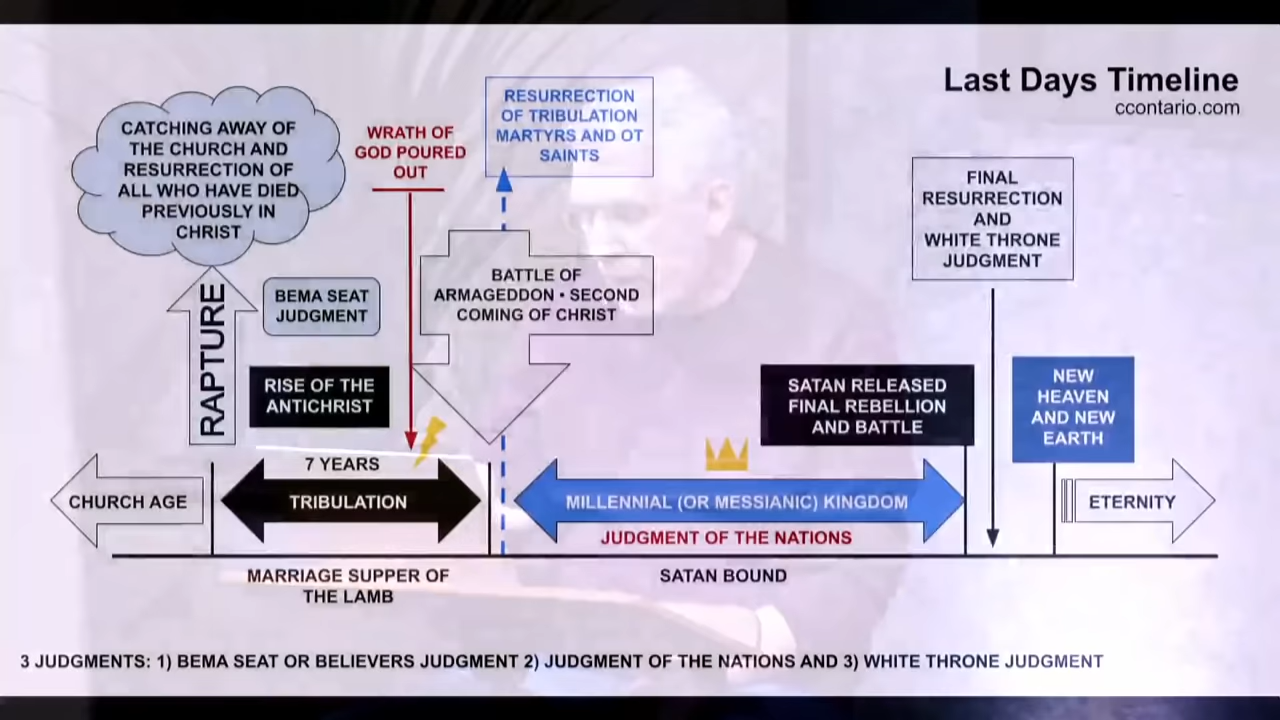 Last Days Timeline
ccontario.com
CATCHING AWAY OF
THE CHURCH AND
RESURRECTION OF
ALL WHO HAVE DIED
PREVIOUSLY IN
CHRIST
WRATH OF
GOD POURED
OUT
RESURRECTION
OF TRIBULATION
MARTYRS AND OT
SAINTS
FINAL
RESURRECTION
AND
WHITE THRONE
JUDGMENT
RAPTURE
BEMA SEAT
JUDGMENT
BATTLE OF
ARMAGEDDON • SECOND
COMING OF CHRIST
RISE OF THE
ANTICHRIST
SATAN RELEASED
FINAL REBELLION
AND BATTLE
NEW
HEAVEN
AND NEW
EARTH
CHURCH AGE
7 YEARS
TRIBULATION
MILLENNIAL (OR MESSIANIC) KINGDOM
JUDGMENT OF THE NATIONS
ETERNITY
MARRIAGE SUPPER OF
THE LAMB
SATAN BOUND
3 JUDGMENTS: 1) BEMA SEAT OR BELIEVERS JUDGMENT 2) JUDGMENT OF THE NATIONS AND 3) WHITE THRONE JUDGMENT